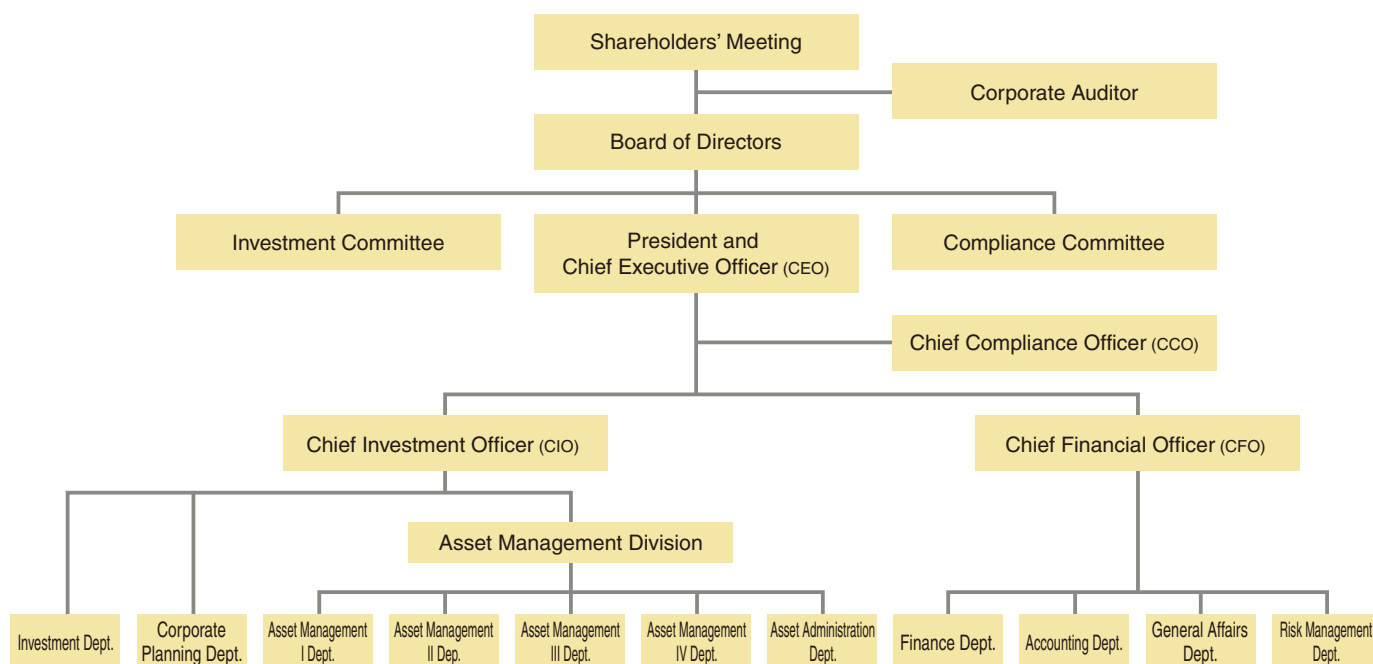 Shareholders’ Meeting
Corporate Auditor
Board of Directors
Investment Committee
President and
Chief Executive Officer (CEO)
Compliance Committee
Chief Compliance Officer (CCO)
Chief Investment Officer (CIO)
Chief Financial Officer (CFO)
Asset Management Division
Investment Dept.
Corporate
Planning Dept.
Asset Management
I Dept.
Asset Management
II Dep.
Asset Management
III Dept.
Asset Management
IV Dept.
Asset Administration
Dept.
Finance Dept.
Accounting Dept.
General Affairs
Dept.
Risk Management
Dept.